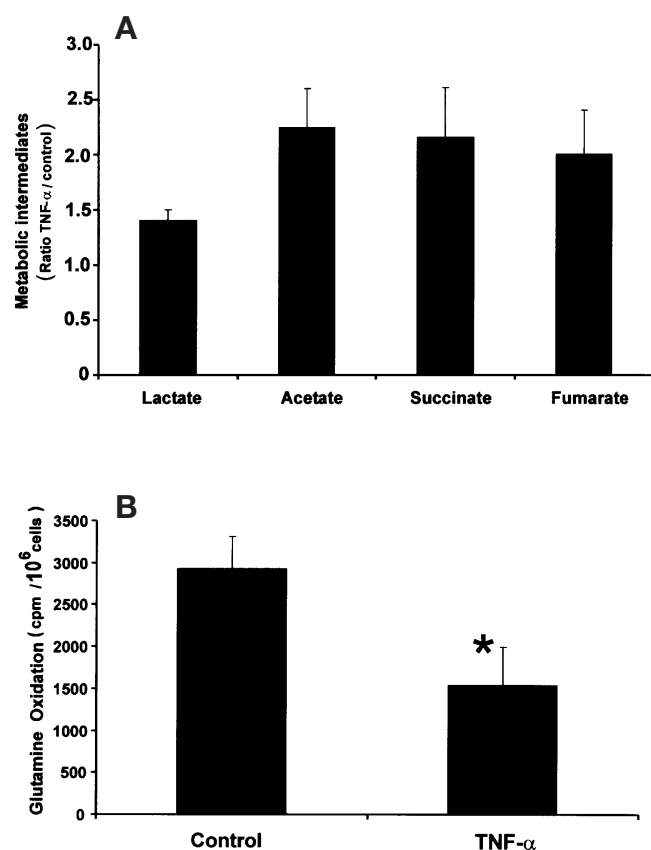 A
Metabolic intermediates
( Ratio TNF-α / control)
3.0
2.5
2.0
1.5
1.0
0.5
0
Lactate Acetate Succinate Fumarate
B
Glutamine Oxidation ( cpm /10⁶cells)
3500
3000
2500
2000
1500
1000
500
0
*
Control TNF-α